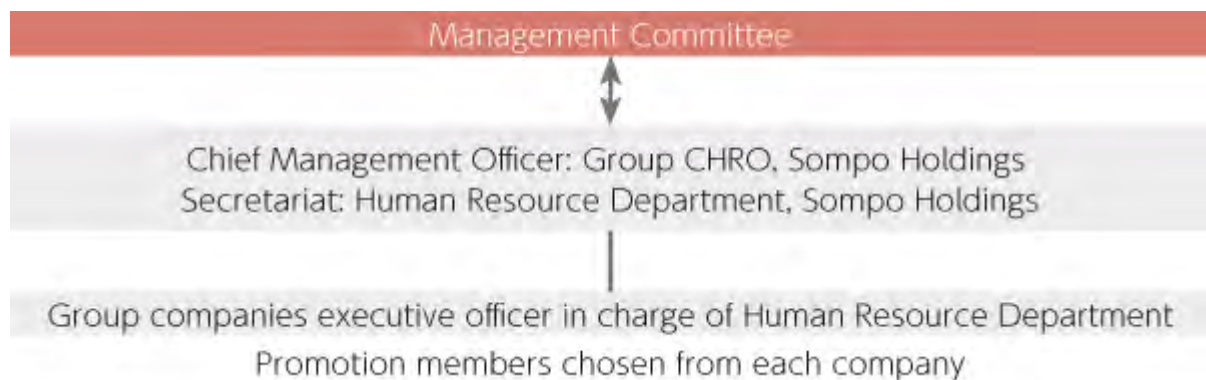 Management Committee
Chief Management Officer: Group CHRO, Sompo Holdings
Secretariat: Human Resource Department, Sompo Holdings
Group companies executive officer in charge of Human Resource Department
Promotion members chosen from each company